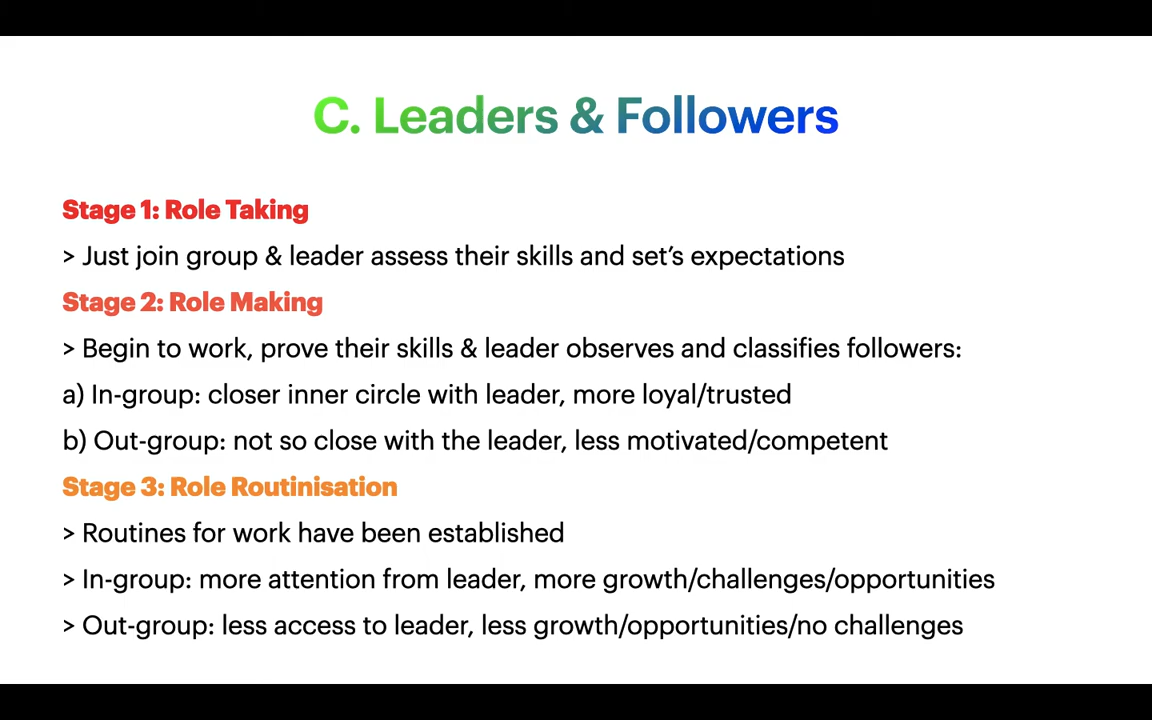 C. Leaders & Followers
Stage 1: Role Taking
> Just join group & leader assess their skills and set’s expectations
Stage 2: Role Making
> Begin to work, prove their skills & leader observes and classifies followers:
a) In-group: closer inner circle with leader, more loyal/trusted
b) Out-group: not so close with the leader, less motivated/competent
Stage 3: Role Routinisation
> Routines for work have been established
> In-group: more attention from leader, more growth/challenges/opportunities
> Out-group: less access to leader, less growth/opportunities/no challenges